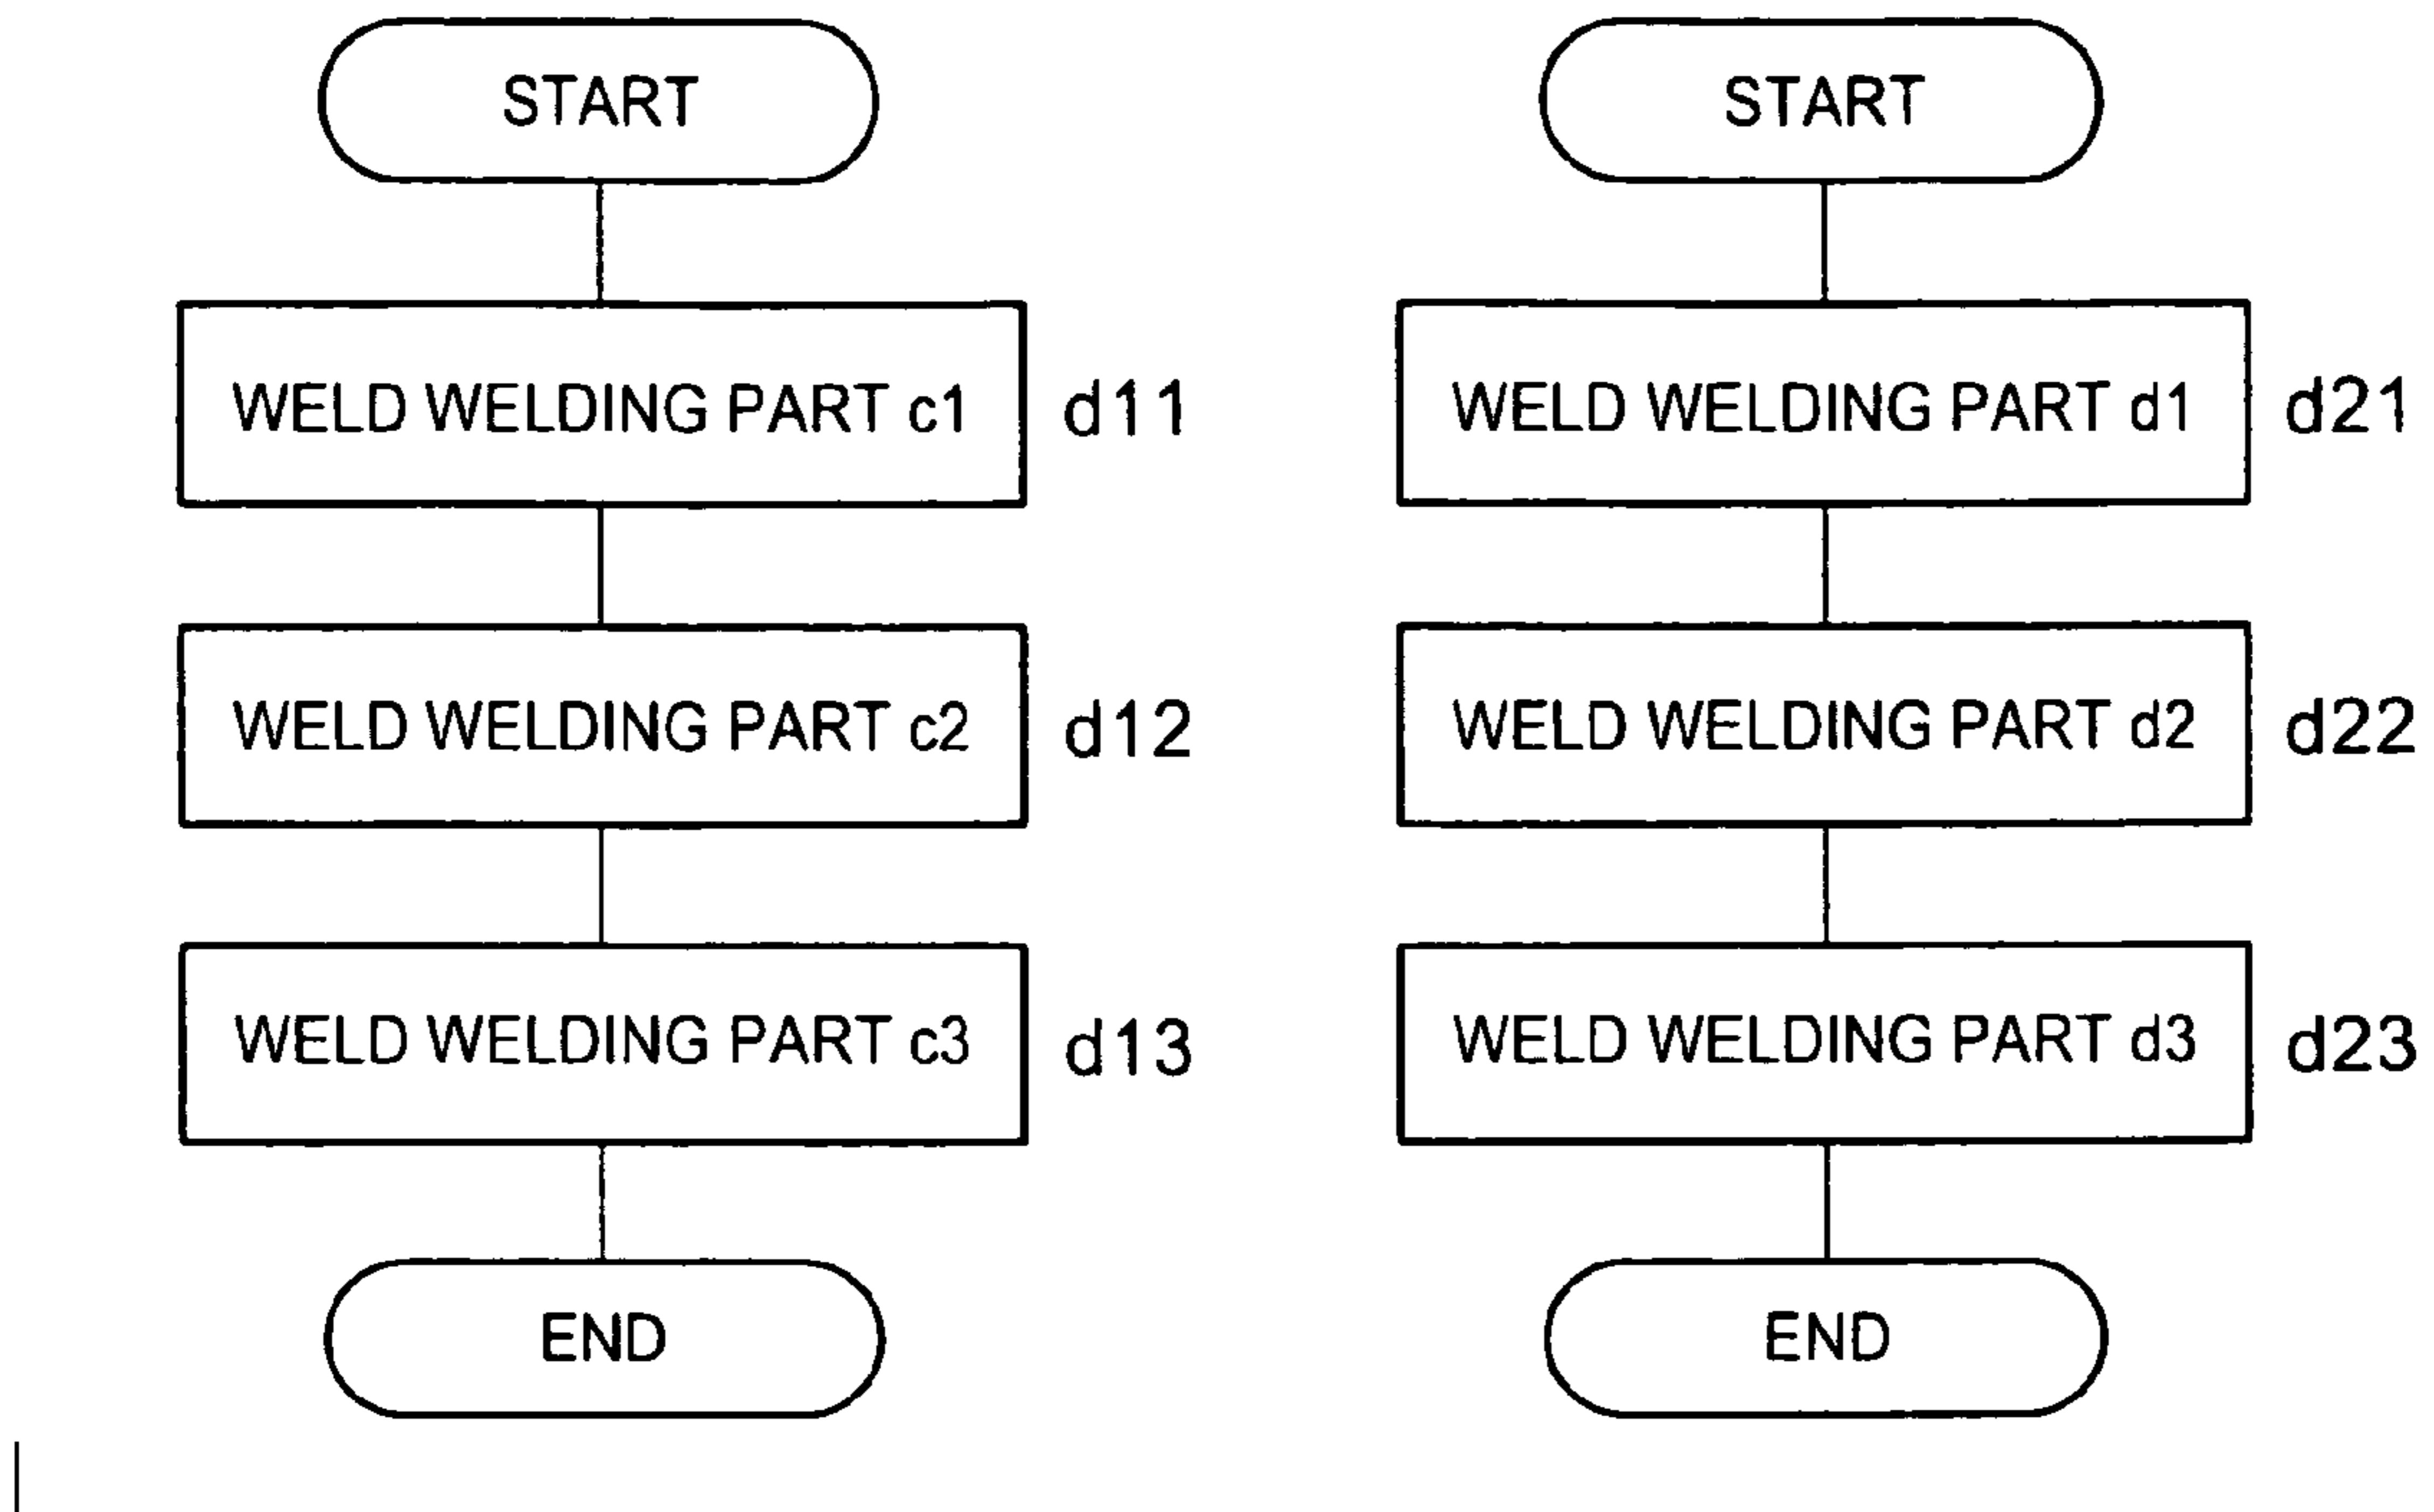 START
WELD WELDING PART c1 d11
WELD WELDING PART c2 d12
WELD WELDING PART c3 d13
END
START
WELD WELDING PART d1 d21
WELD WELDING PART d2 d22
WELD WELDING PART d3 d23
END